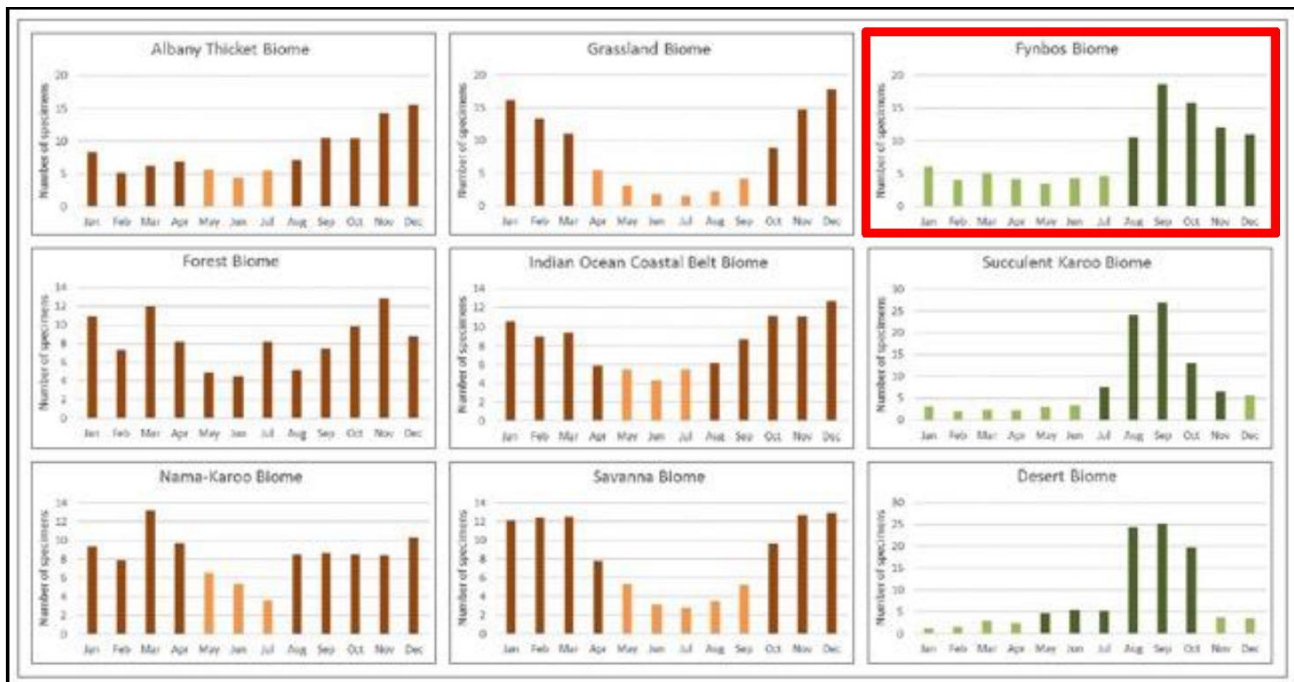 Albany Thicket Biome
Number of specimens
20
15
10
5
0
Jan Feb Mar Apr May Jun Jul Aug Sep Oct Nov Dec
Grassland Biome
Number of specimens
20
15
10
5
0
Jan Feb Mar Apr May Jun Jul Aug Sep Oct Nov Dec
Fynbos Biome
Number of specimens
20
15
10
5
0
Jan Feb Mar Apr May Jun Jul Aug Sep Oct Nov Dec
Forest Biome
Number of specimens
14
12
10
8
6
4
2
0
Jan Feb Mar Apr May Jun Jul Aug Sep Oct Nov Dec
Indian Ocean Coastal Belt Biome
Number of specimens
14
12
10
8
6
4
2
0
Jan Feb Mar Apr May Jun Jul Aug Sep Oct Nov Dec
Succulent Karoo Biome
Number of specimens
30
25
20
15
10
5
0
Jan Feb Mar Apr May Jun Jul Aug Sep Oct Nov Dec
Nama-Karoo Biome
Number of specimens
14
12
10
8
6
4
2
0
Jan Feb Mar Apr May Jun Jul Aug Sep Oct Nov Dec
Savanna Biome
Number of specimens
14
12
10
8
6
4
2
0
Jan Feb Mar Apr May Jun Jul Aug Sep Oct Nov Dec
Desert Biome
Number of specimens
30
25
20
15
10
5
0
Jan Feb Mar Apr May Jun Jul Aug Sep Oct Nov Dec